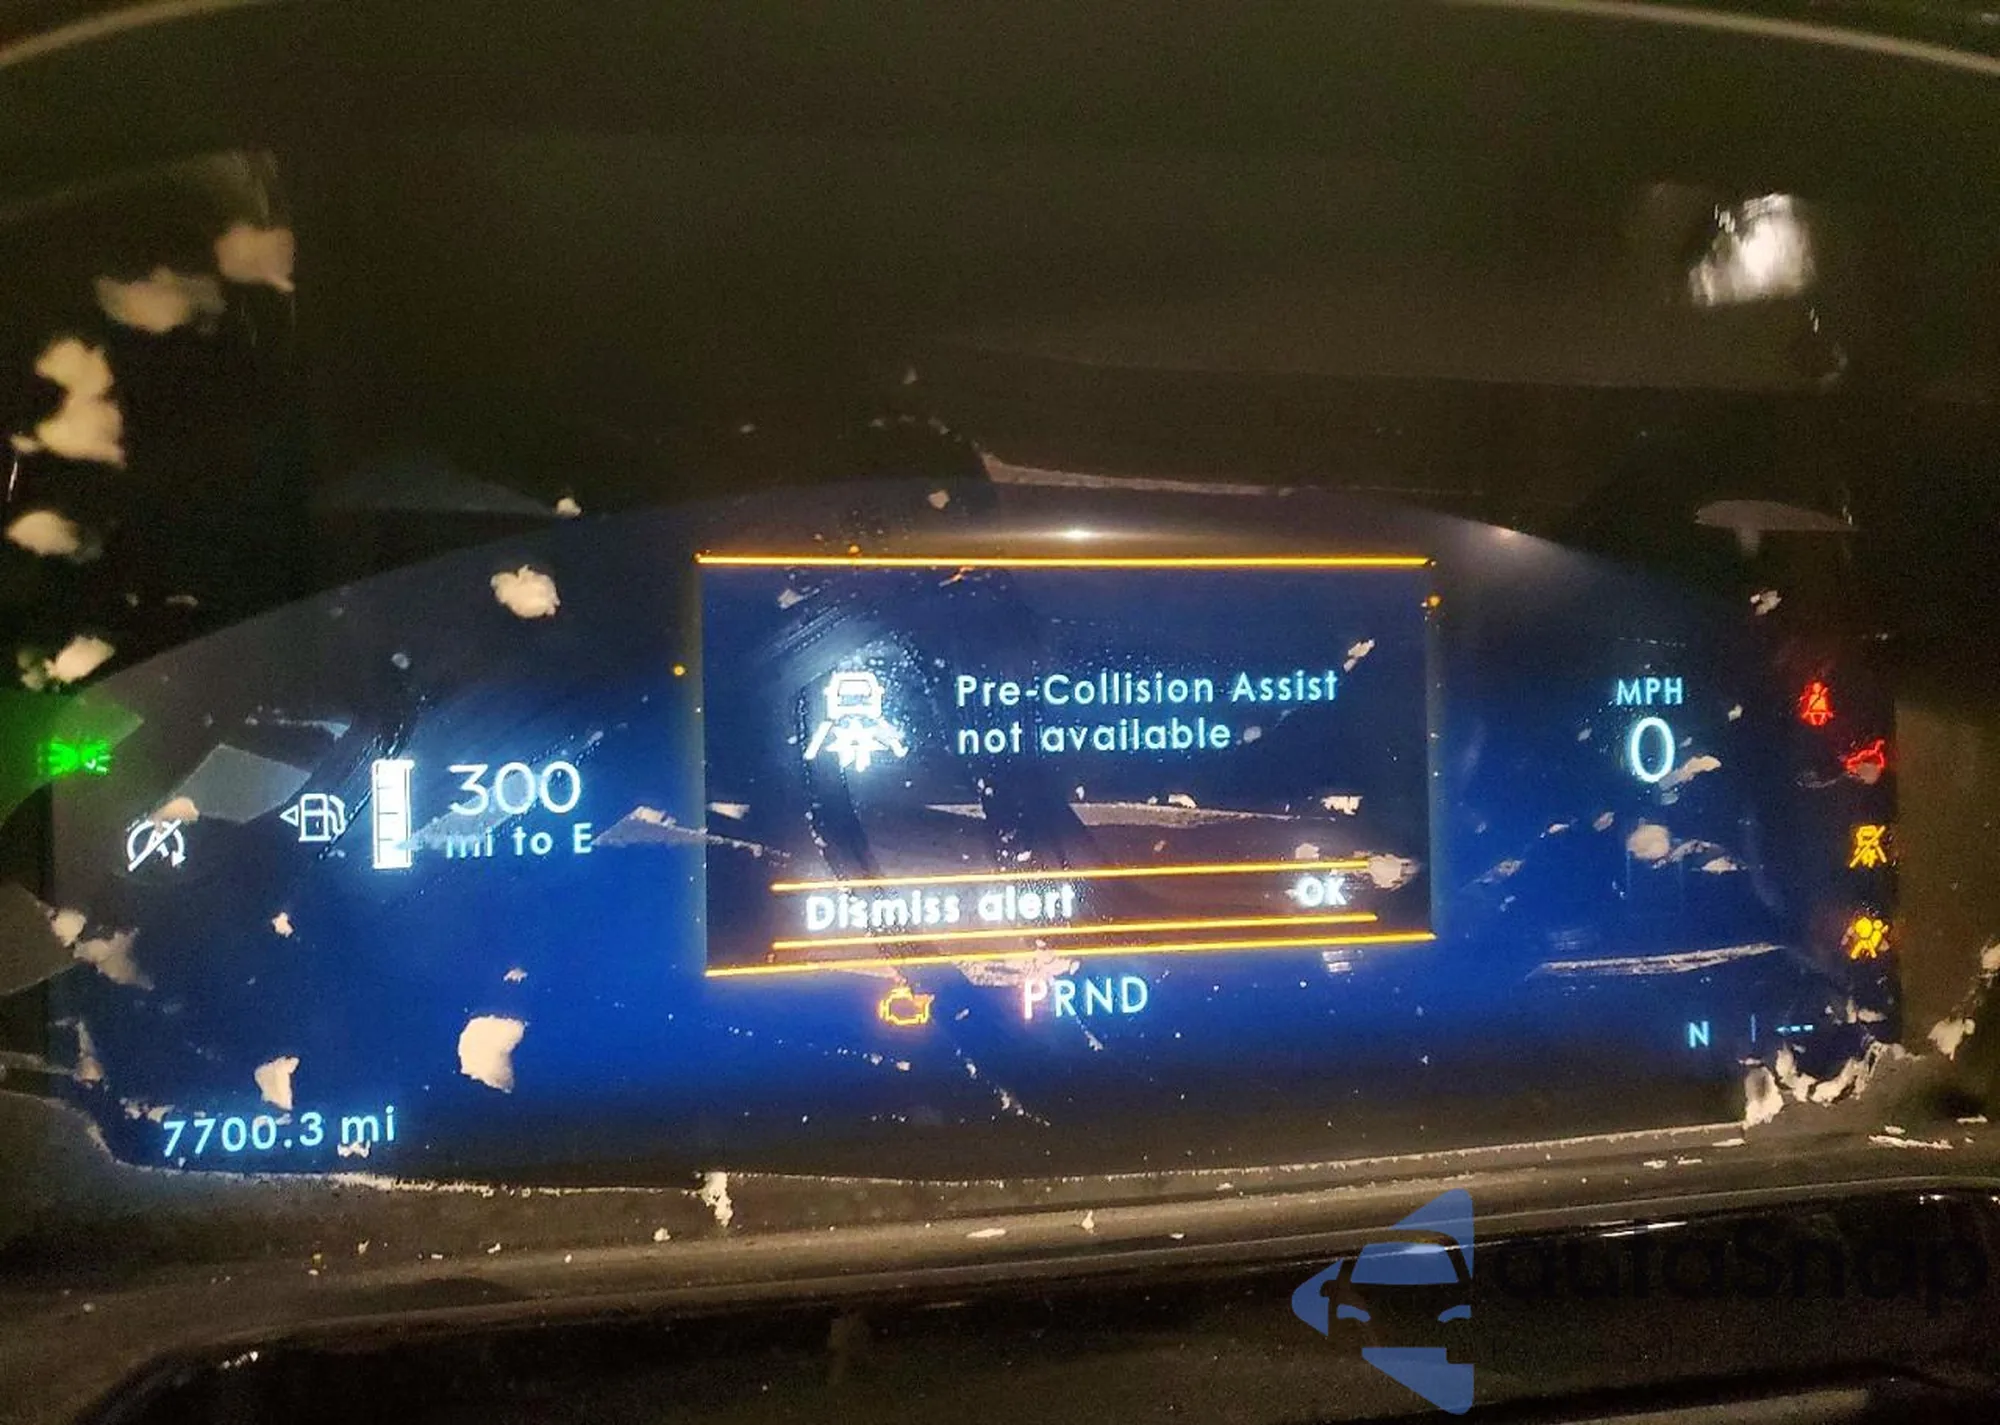 Pre-Collision Assist
not available
MPH
0
300
mi to E
Dismiss alert OK
PRND
N | ---
7700.3 mi